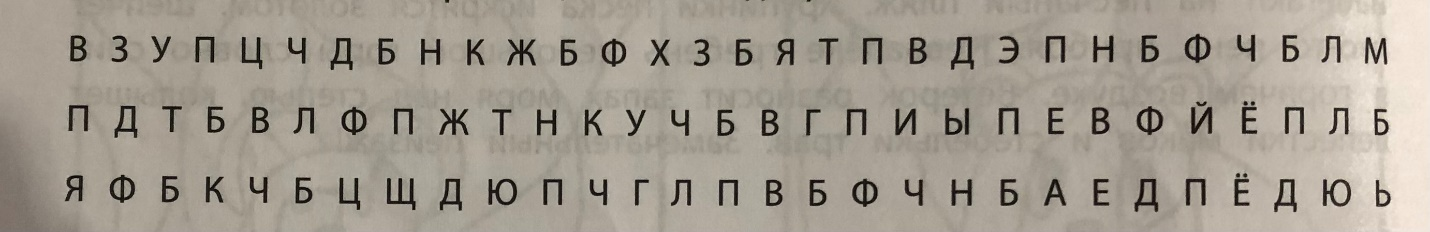 В З У П Ц Ч Д Б Н К Ж Б Ф Х З Б Я Т П В Д Э П Н Б Ф Ч Б Л М
П Д Т Б В Л Ф П Ж Т Н К У Ч Б В Г П И Ы П Е В Ф Й Ё П Л Б
Я Ф Б К Ч Б Ц Щ Д Ю П Ч Г Л П В Б Ф Ч Н Б А Е Д П Ё Д Ю Ь